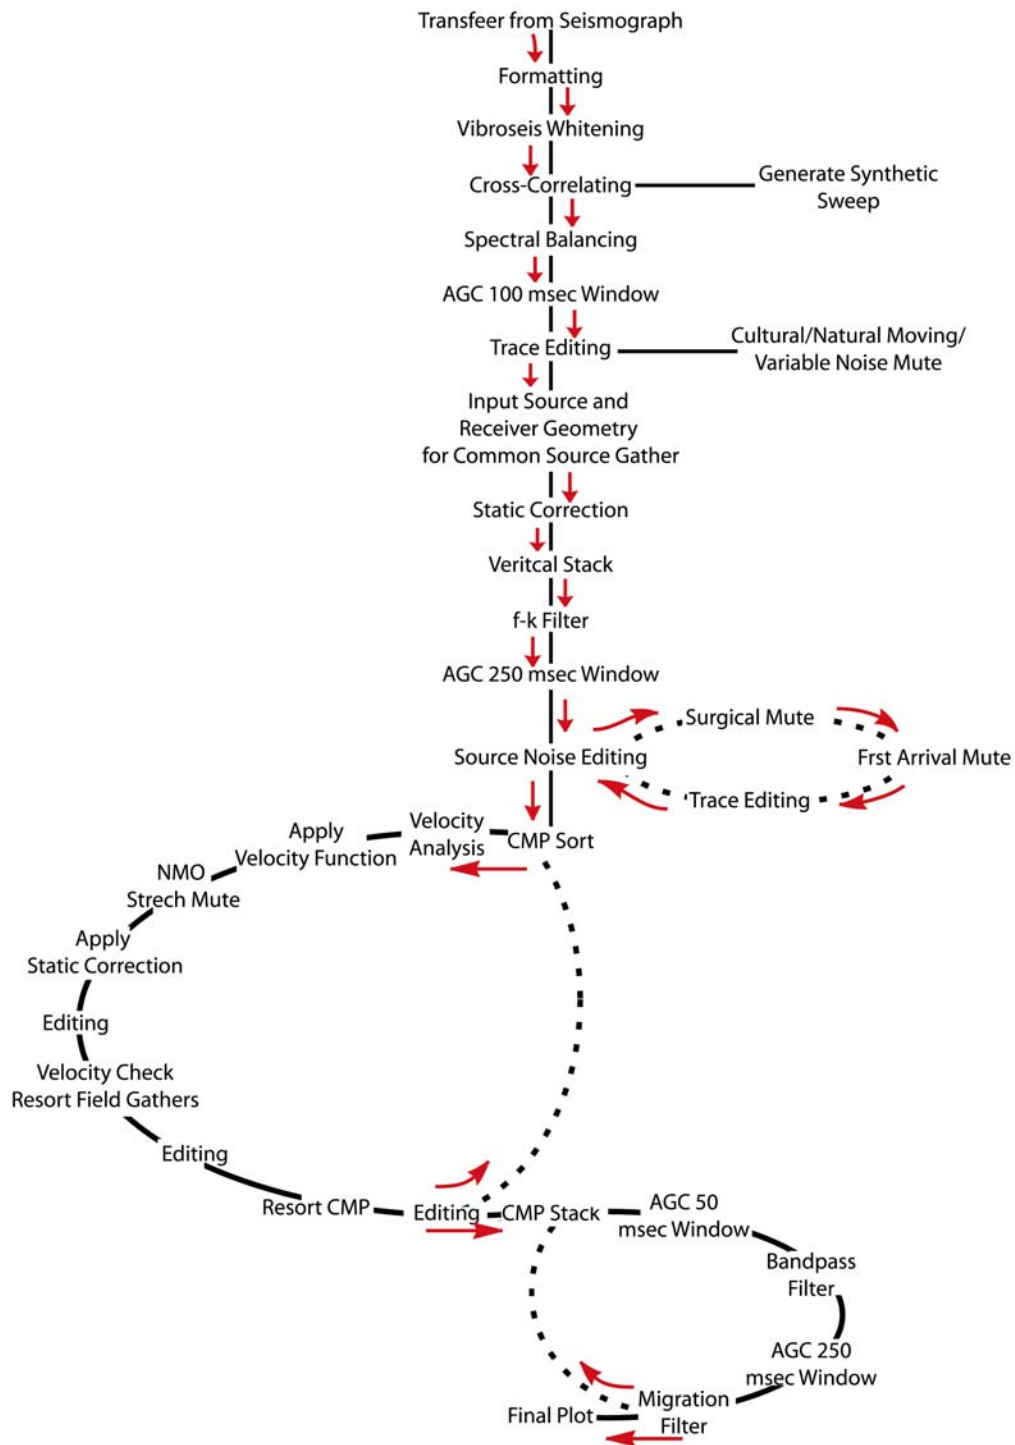 Transfeer from Seismograph
Formatting
Vibroseis Whitening
Cross-Correlating
Generate Synthetic
Sweep
Spectral Balancing
AGC 100 msec Window
Trace Editing
Cultural/Natural Moving/
Variable Noise Mute
Input Source and
Receiver Geometry
for Common Source Gather
Static Correction
Veritcal Stack
f-k Filter
AGC 250 msec Window
Source Noise Editing
Surgical Mute
Frst Arrival Mute
Trace Editing
CMP Sort
Velocity
Analysis
Apply
Velocity Function
NMO
Strech Mute
Apply
Static Correction
Editing
Velocity Check
Resort Field Gathers
Editing
Resort CMP
Editing
CMP Stack
AGC 50
msec Window
Bandpass
Filter
AGC 250
msec Window
Migration
Filter
Final Plot